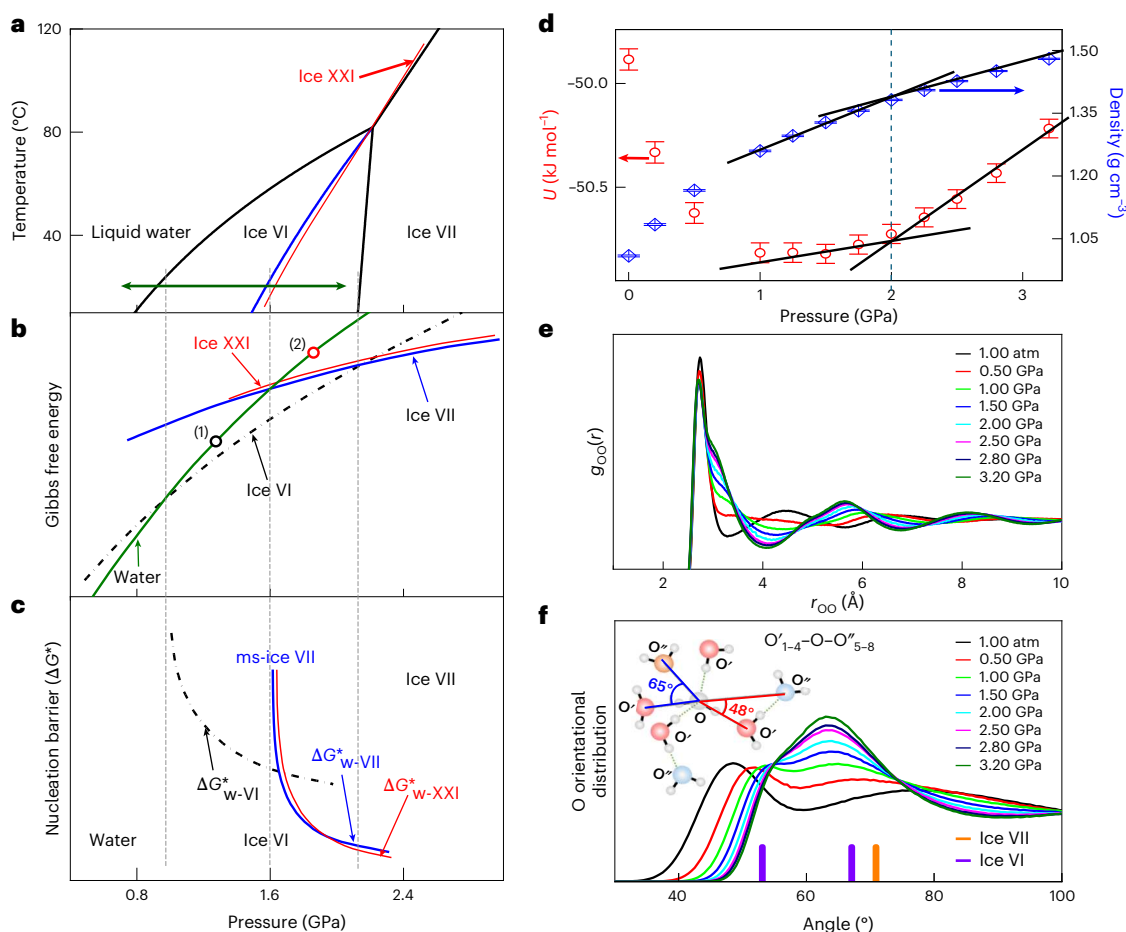 a
120
80
40
Temperature (°C)
Ice XXI
Liquid water
Ice VI
Ice VII
b
Gibbs free energy
Ice XXI
(2)
(1)
Ice VII
Ice VI
Water
c
Nucleation barrier (ΔG*)
ms-ice VII
Ice VII
ΔG*w-VI
ΔG*w-VII
ΔG*w-XXI
Water
Ice VI
0.8
1.6
2.4
Pressure (GPa)
d
−50.0
−50.5
U (kJ mol−1)
1.50
1.35
1.20
1.05
Density (g cm−3)
0
1
2
3
Pressure (GPa)
e
gOO(r)
1.00 atm
0.50 GPa
1.00 GPa
1.50 GPa
2.00 GPa
2.50 GPa
2.80 GPa
3.20 GPa
2
4
6
8
10
rOO (Å)
f
O orientational
distribution
O′1–4–O–O″5–8
O″
O′
65°
O″
O′
O
48°
O′
O′
O″
1.00 atm
0.50 GPa
1.00 GPa
1.50 GPa
2.00 GPa
2.50 GPa
2.80 GPa
3.20 GPa
Ice VII
Ice VI
40
60
80
100
Angle (°)